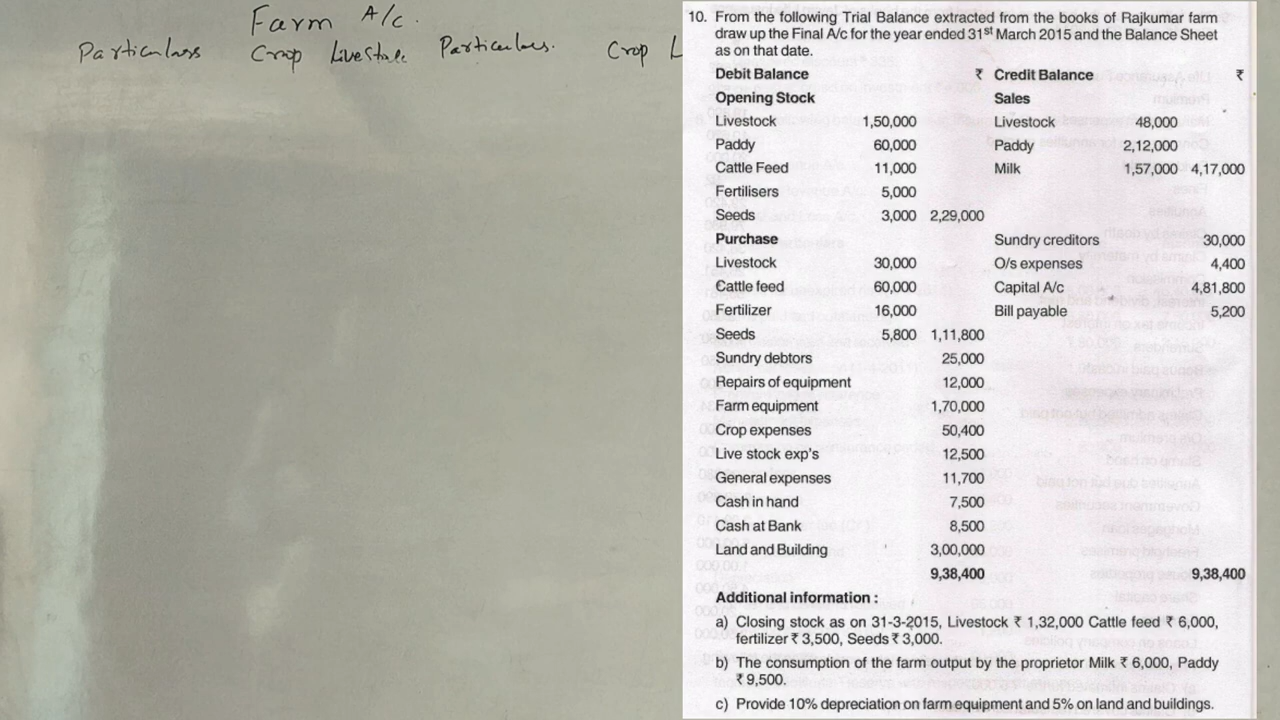 Farm A/c.
Particulars Crop Livestock Particulars. Crop L
10. From the following Trial Balance extracted from the books of Rajkumar farm
draw up the Final A/c for the year ended 31st March 2015 and the Balance Sheet
as on that date.
Debit Balance ₹ Credit Balance ₹
Opening Stock Sales
Livestock 1,50,000 Livestock 48,000
Paddy 60,000 Paddy 2,12,000
Cattle Feed 11,000 Milk 1,57,000 4,17,000
Fertilisers 5,000
Seeds 3,000 2,29,000
Purchase Sundry creditors 30,000
Livestock 30,000 O/s expenses 4,400
Cattle feed 60,000 Capital A/c 4,81,800
Fertilizer 16,000 Bill payable 5,200
Seeds 5,800 1,11,800
Sundry debtors 25,000
Repairs of equipment 12,000
Farm equipment 1,70,000
Crop expenses 50,400
Live stock exp's 12,500
General expenses 11,700
Cash in hand 7,500
Cash at Bank 8,500
Land and Building 3,00,000
9,38,400 9,38,400
Additional information :
a) Closing stock as on 31-3-2015, Livestock ₹ 1,32,000 Cattle feed ₹ 6,000,
fertilizer ₹ 3,500, Seeds ₹ 3,000.
b) The consumption of the farm output by the proprietor Milk ₹ 6,000, Paddy
₹ 9,500.
c) Provide 10% depreciation on farm equipment and 5% on land and buildings.